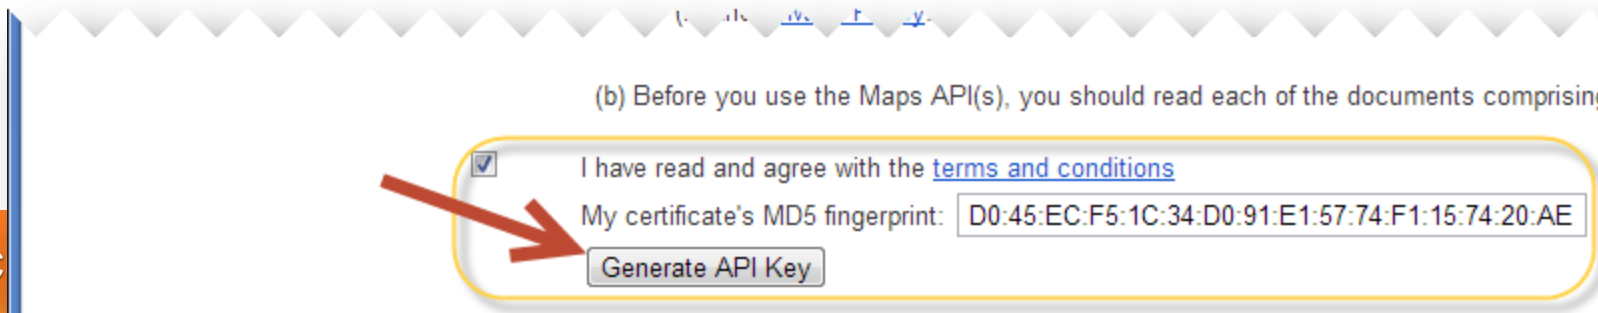 (b) Before you use the Maps API(s), you should read each of the documents comprising
I have read and agree with the terms and conditions
My certificate's MD5 fingerprint: D0:45:EC:F5:1C:34:D0:91:E1:57:74:F1:15:74:20:AE
Generate API Key